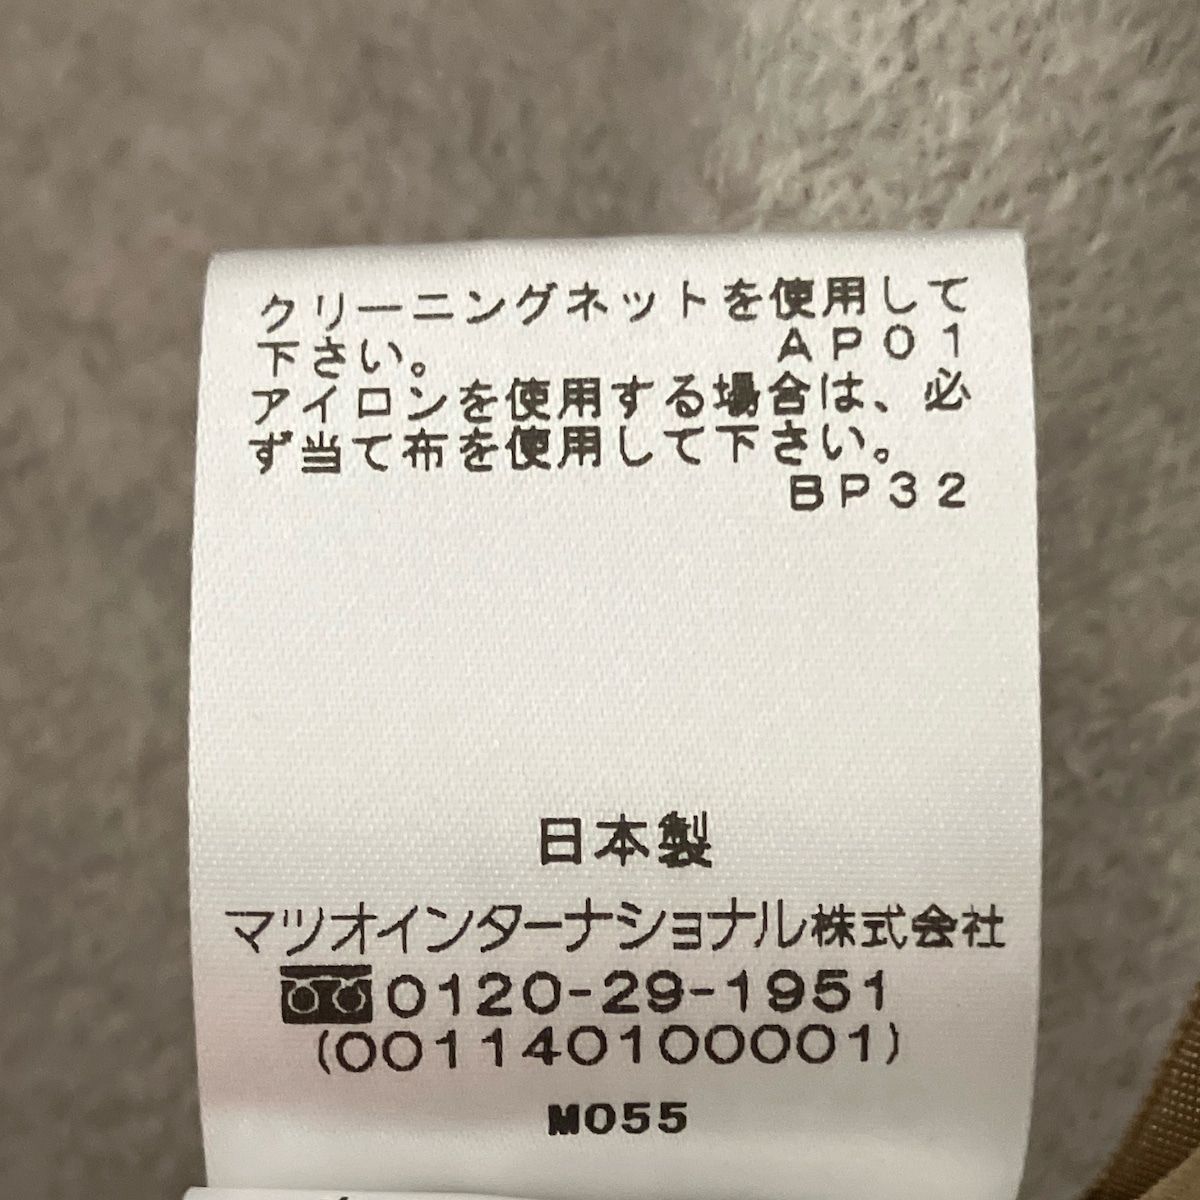 クリーニングネットを使用して
下さい。 AP01
アイロンを使用する場合は、必
ず当て布を使用して下さい。
BP32
日本製
マツオインターナショナル株式会社
0120-29-1951
(001140100001)
M055